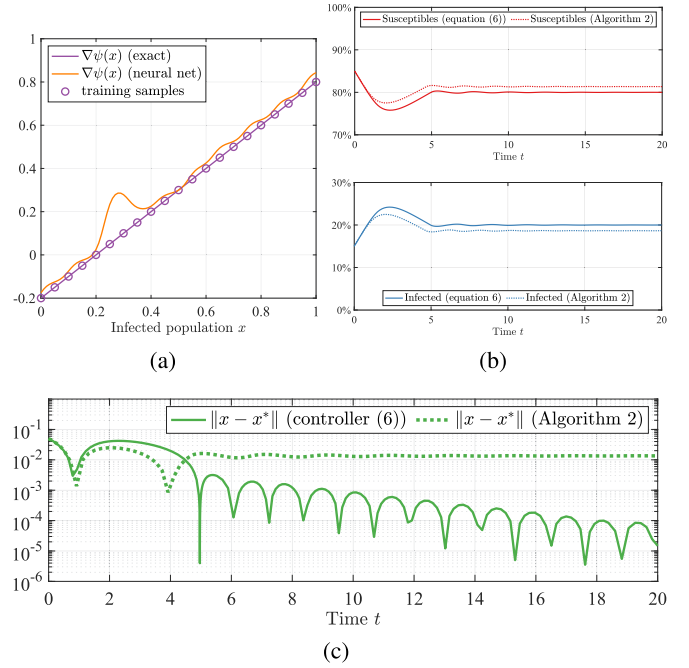 1
0.8
0.6
0.4
0.2
0
-0.2
∇ψ(x) (exact)
∇ψ(x) (neural net)
training samples
0 0.2 0.4 0.6 0.8 1
Infected population x
(a)
100%
90%
80%
70%
Susceptibles (equation (6)) Susceptibles (Algorithm 2)
0 5 10 15 20
Time t
30%
20%
10%
0%
Infected (equation 6) Infected (Algorithm 2)
0 5 10 15 20
Time t
(b)
10^-1
10^-2
10^-3
10^-4
10^-5
10^-6
‖x − x*‖ (controller (6)) ‖x − x*‖ (Algorithm 2)
0 2 4 6 8 10 12 14 16 18 20
Time t
(c)